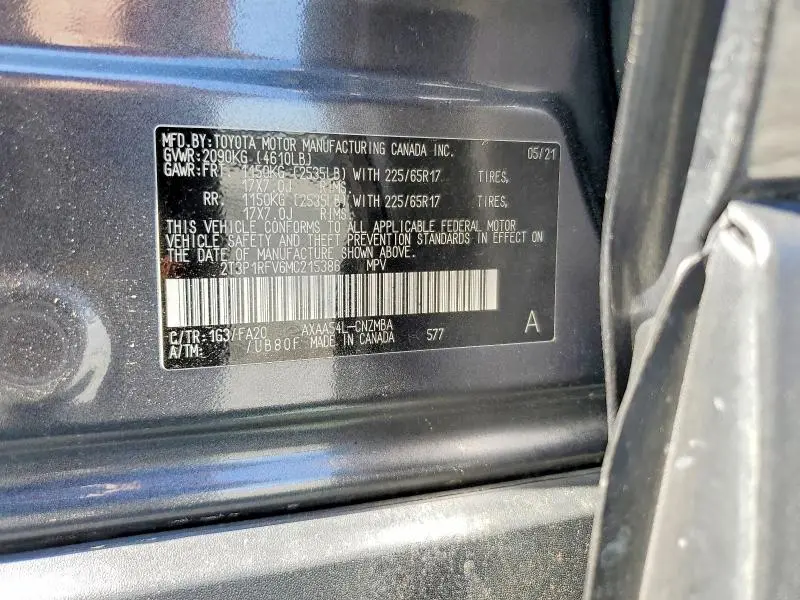 MFD.BY:TOYOTA MOTOR MANUFACTURING CANADA INC. 05/21
GVWR:2090KG (4610LB)
GAWR:FRT 1150KG (2535LB) WITH 225/65R17 TIRES,
17X7.0J RIMS,
RR 1150KG (2535LB) WITH 225/65R17 TIRES,
17X7.0J RIMS.
THIS VEHICLE CONFORMS TO ALL APPLICABLE FEDERAL MOTOR
VEHICLE SAFETY AND THEFT PREVENTION STANDARDS IN EFFECT ON
THE DATE OF MANUFACTURE SHOWN ABOVE.
2T3P1RFV6MC215386 MPV
C/TR:1G3/FA20 AXAA54L-CNZMBA 577 A
A/TM: /UB80F MADE IN CANADA